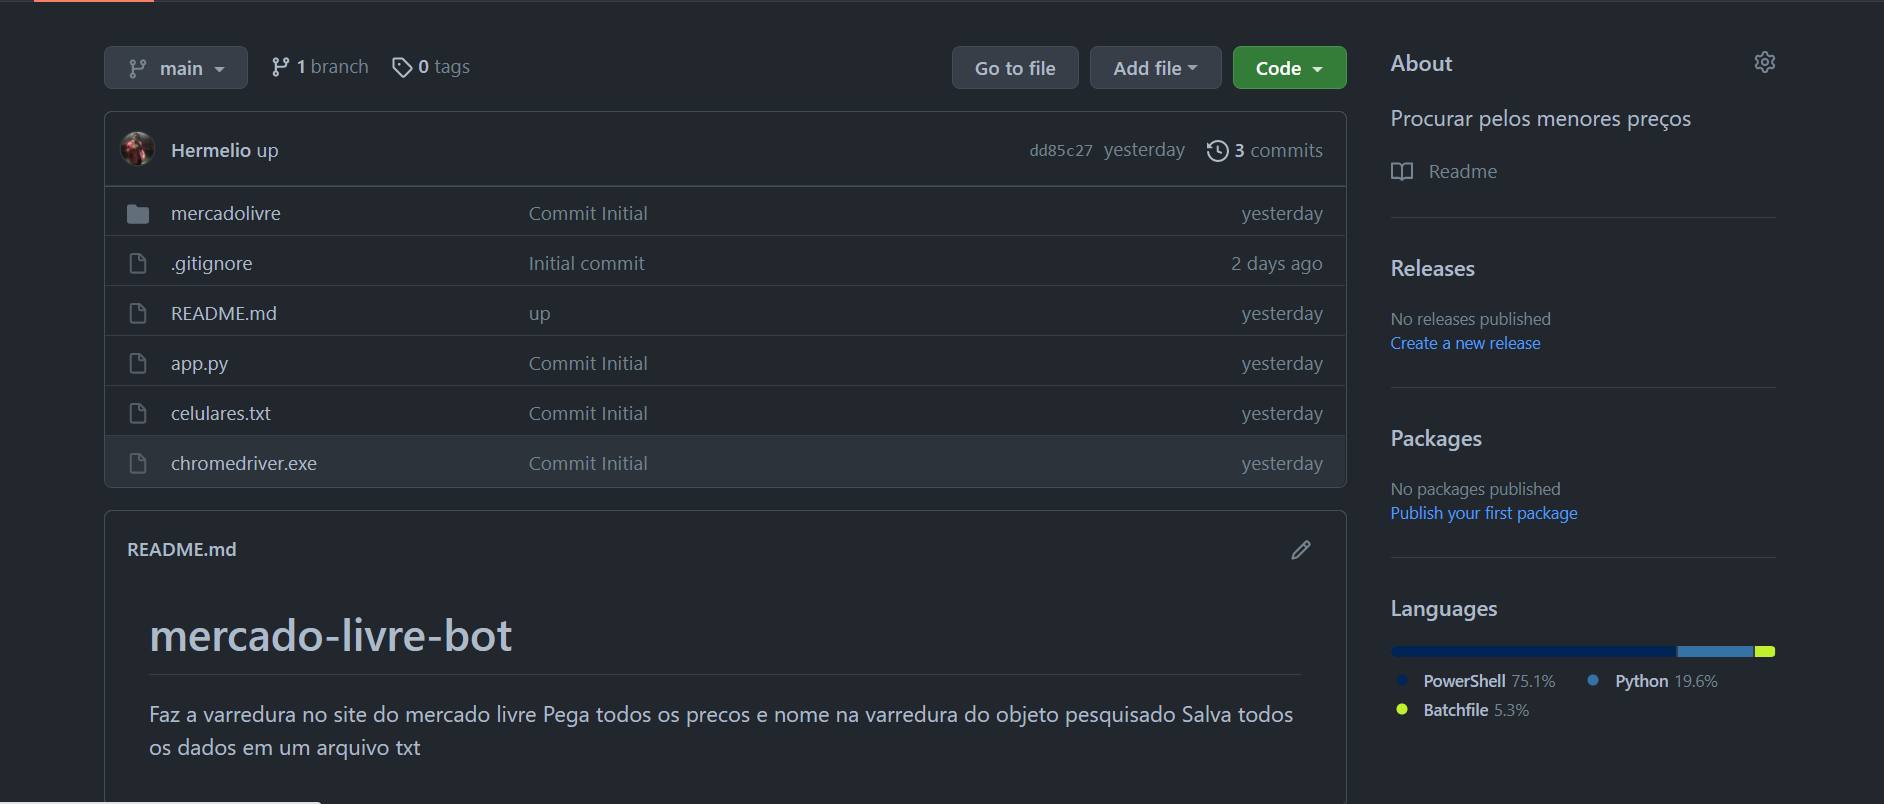 main 1 branch 0 tags Go to file Add file Code
Hermelio up dd85c27 yesterday 3 commits
mercadolivre Commit Initial yesterday
.gitignore Initial commit 2 days ago
README.md up yesterday
app.py Commit Initial yesterday
celulares.txt Commit Initial yesterday
chromedriver.exe Commit Initial yesterday
README.md
mercado-livre-bot
Faz a varredura no site do mercado livre Pega todos os precos e nome na varredura do objeto pesquisado Salva todos
os dados em um arquivo txt
About
Procurar pelos menores preços
Readme
Releases
No releases published
Create a new release
Packages
No packages published
Publish your first package
Languages
PowerShell 75.1% Python 19.6%
Batchfile 5.3%